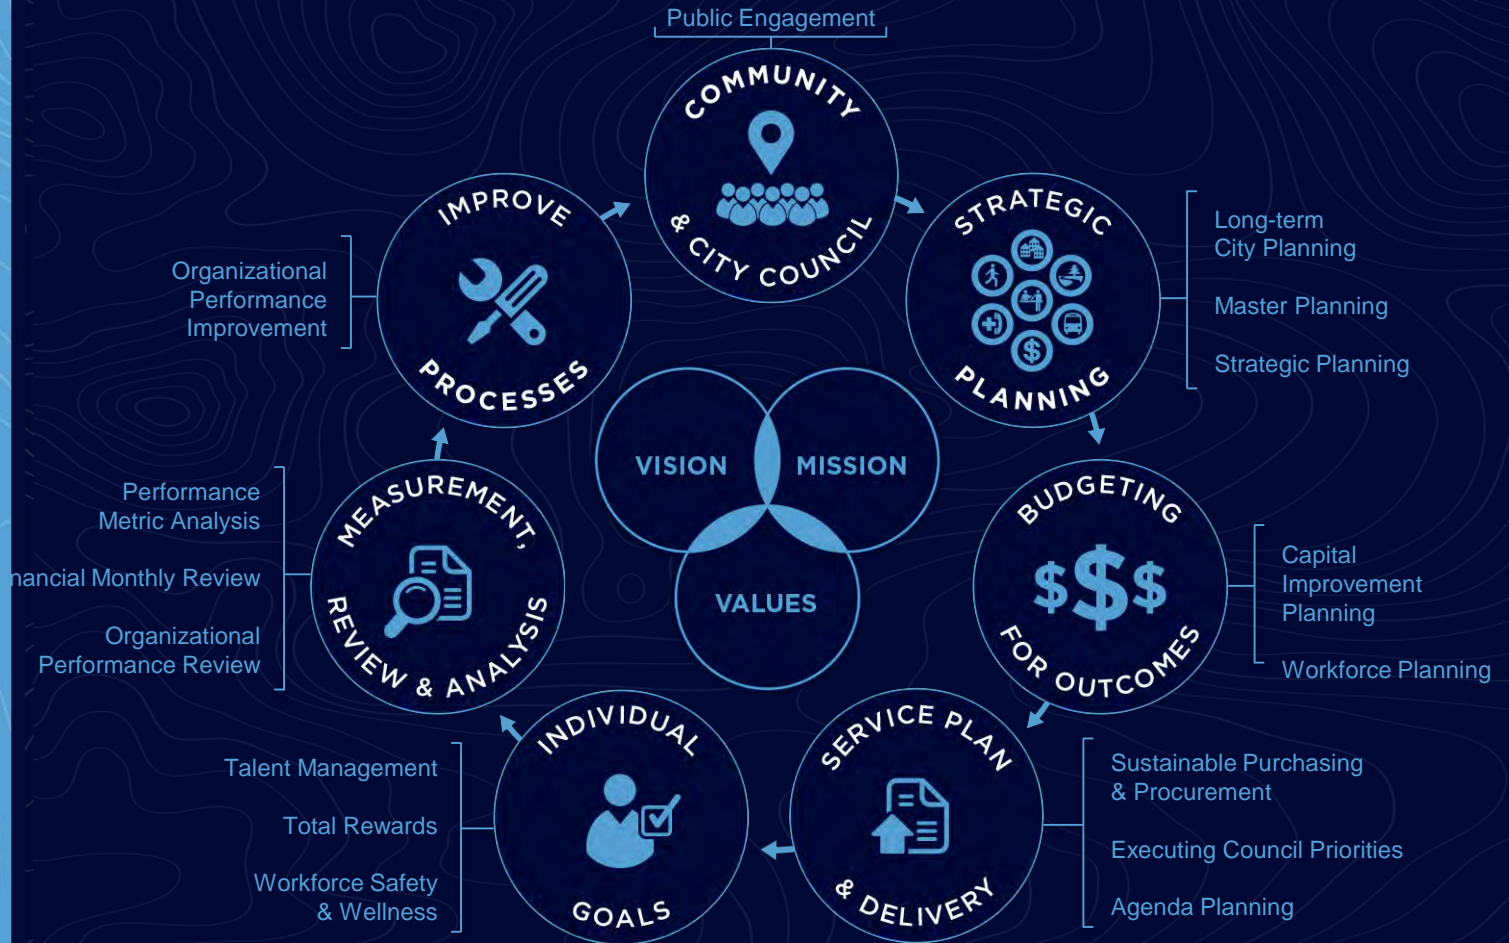 Public Engagement
COMMUNITY
& CITY COUNCIL
STRATEGIC
PLANNING
Long-term
City Planning
Master Planning
Strategic Planning
BUDGETING
FOR OUTCOMES
Capital
Improvement
Planning
Workforce Planning
SERVICE PLAN
& DELIVERY
Sustainable Purchasing
& Procurement
Executing Council Priorities
Agenda Planning
INDIVIDUAL
GOALS
Talent Management
Total Rewards
Workforce Safety
& Wellness
MEASUREMENT,
REVIEW & ANALYSIS
Performance
Metric Analysis
Monthly Review
Organizational
Performance Review
IMPROVE
PROCESSES
Organizational
Performance
Improvement
VISION
MISSION
VALUES
$$$
$